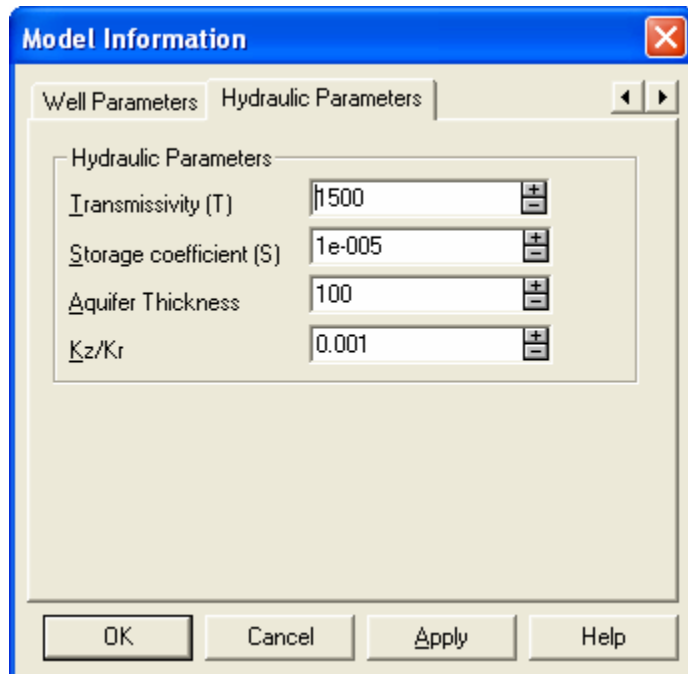 Model Information
Well Parameters Hydraulic Parameters
Hydraulic Parameters
Transmissivity (T) 1500
Storage coefficient (S) 1e-005
Aquifer Thickness 100
Kz/Kr 0.001
OK Cancel Apply Help